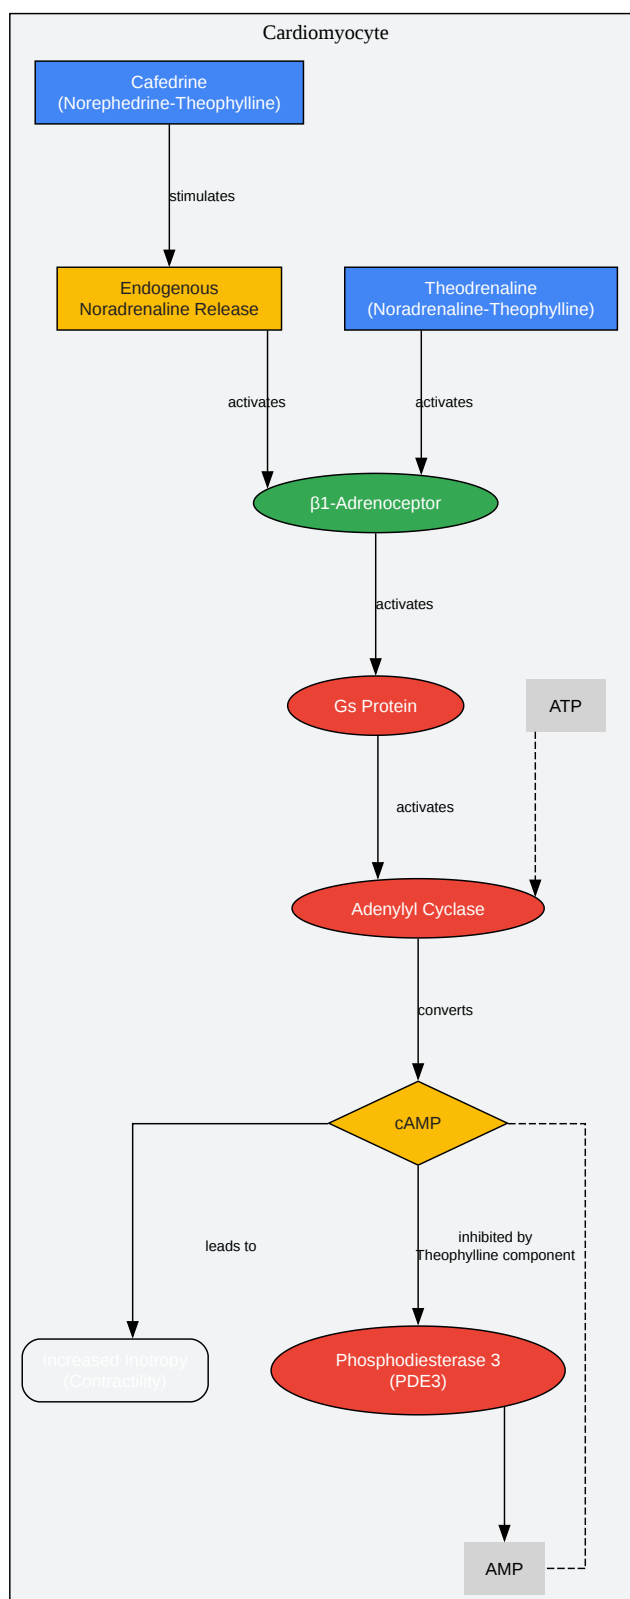 Cardiomyocyte
Cafedrine
(Norephedrine-Theophylline)
stimulates
Endogenous
Noradrenaline Release
Theodrenaline
(Noradrenaline-Theophylline)
activates
activates
β1-Adrenoceptor
activates
Gs Protein
ATP
activates
Adenylyl Cyclase
converts
cAMP
leads to
inhibited by
Theophylline component
Increased Inotropy
(Contractility)
Phosphodiesterase 3
(PDE3)
AMP